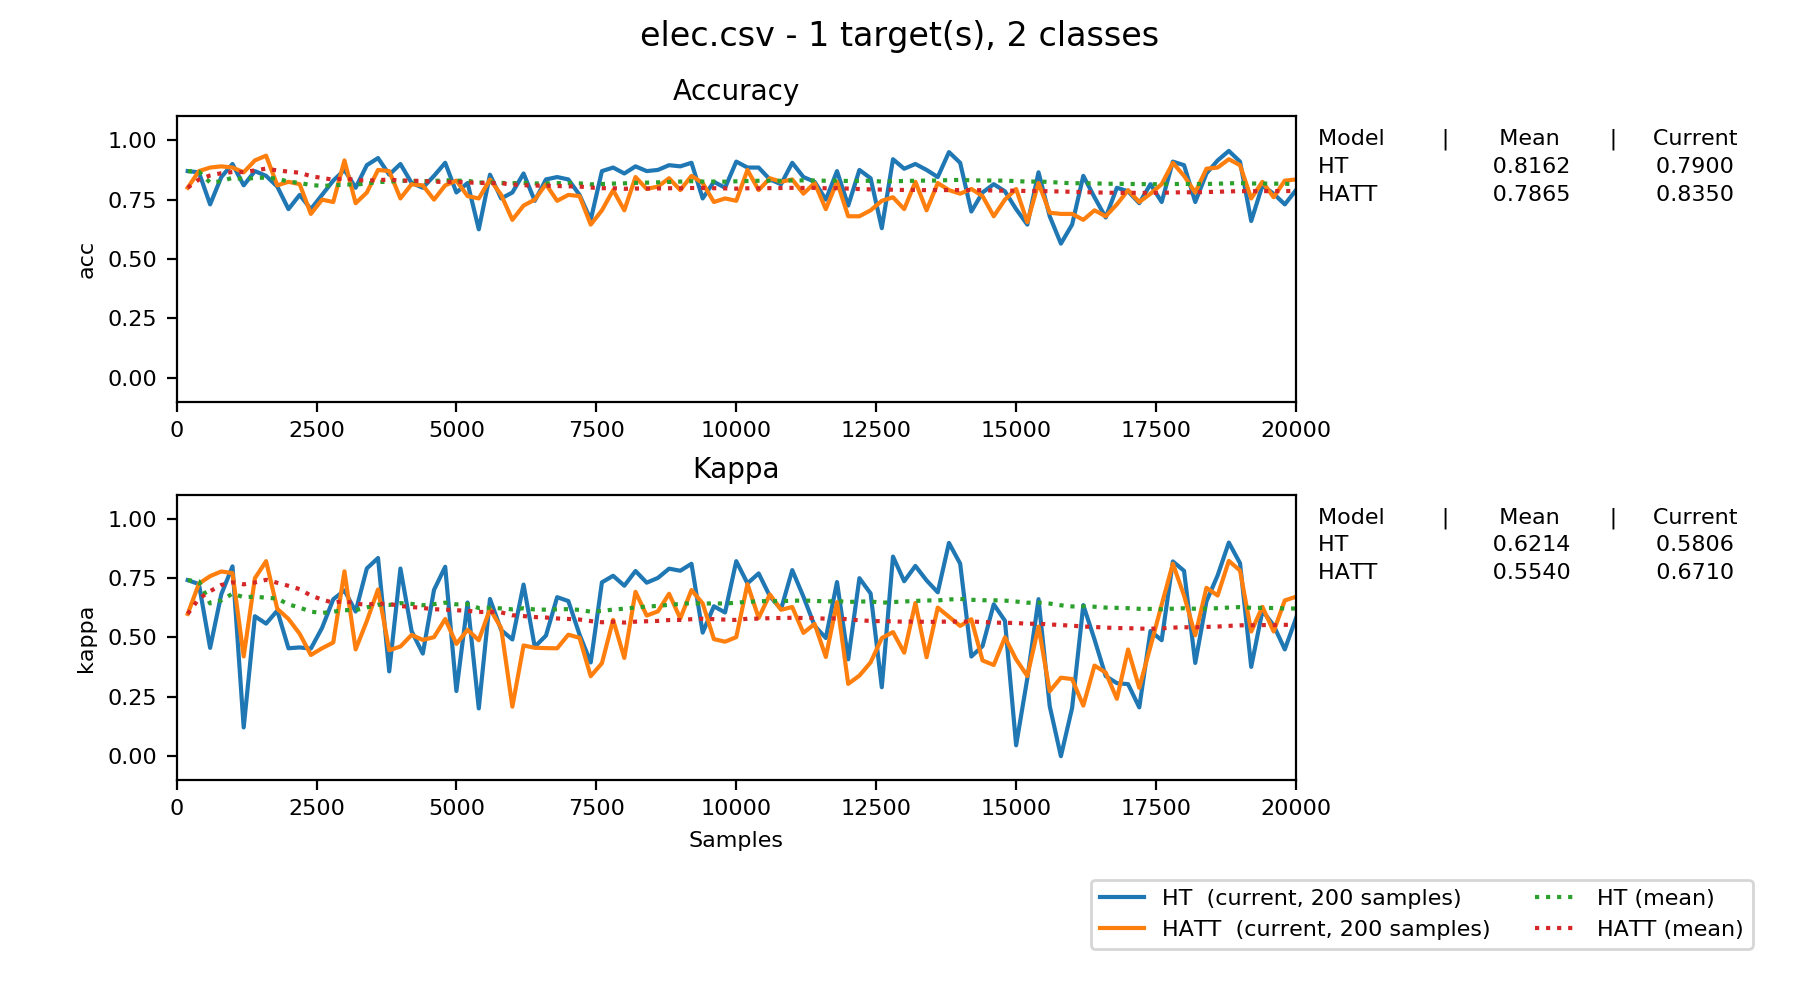 elec.csv - 1 target(s), 2 classes
Accuracy
1.00
0.75
0.50
0.25
0.00
acc
0 2500 5000 7500 10000 12500 15000 17500 20000
Model | Mean | Current
HT 0.8162 0.7900
HATT 0.7865 0.8350
Kappa
1.00
0.75
0.50
0.25
0.00
kappa
0 2500 5000 7500 10000 12500 15000 17500 20000
Samples
Model | Mean | Current
HT 0.6214 0.5806
HATT 0.5540 0.6710
HT (current, 200 samples) HT (mean)
HATT (current, 200 samples) HATT (mean)